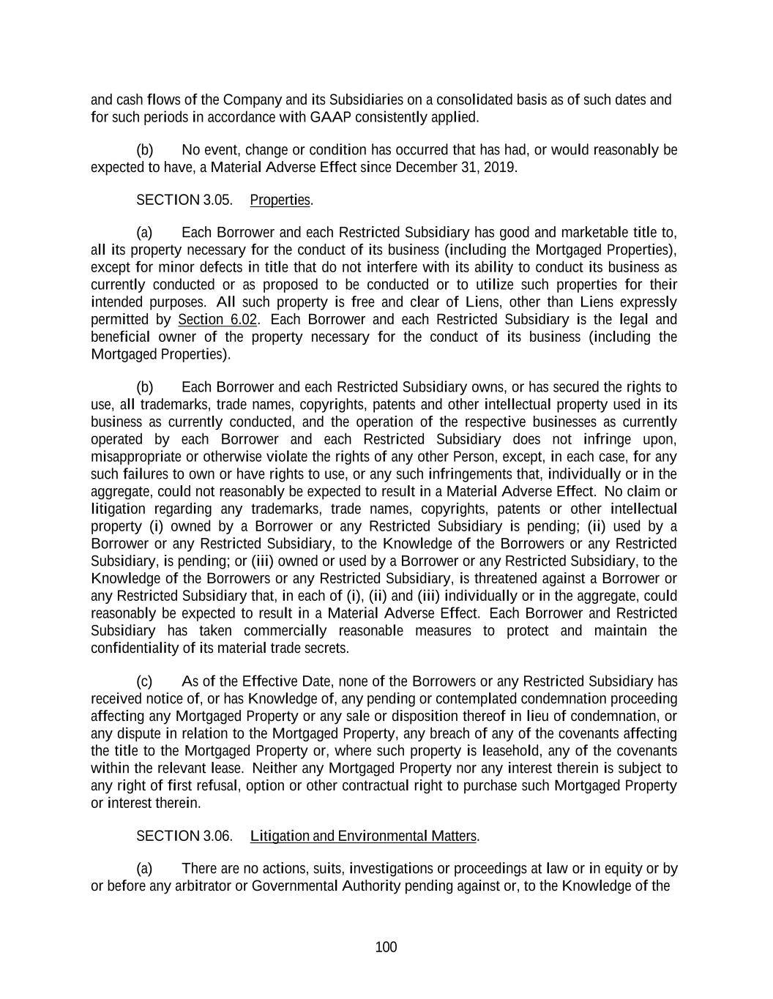 and cash flows of the Company and its Subsidiaries on a consolidated basis as of such dates and
for such periods in accordance with GAAP consistently applied.
(b) No event, change or condition has occurred that has had, or would reasonably be
expected to have, a Material Adverse Effect since December 31, 2019.
SECTION 3.05. Properties.
(a) Each Borrower and each Restricted Subsidiary has good and marketable title to,
all its property necessary for the conduct of its business (including the Mortgaged Properties),
except for minor defects in title that do not interfere with its ability to conduct its business as
currently conducted or as proposed to be conducted or to utilize such properties for their
intended purposes. All such property is free and clear of Liens, other than Liens expressly
permitted by Section 6.02. Each Borrower and each Restricted Subsidiary is the legal and
beneficial owner of the property necessary for the conduct of its business (including the
Mortgaged Properties).
(b) Each Borrower and each Restricted Subsidiary owns, or has secured the rights to
use, all trademarks, trade names, copyrights, patents and other intellectual property used in its
business as currently conducted, and the operation of the respective businesses as currently
operated by each Borrower and each Restricted Subsidiary does not infringe upon,
misappropriate or otherwise violate the rights of any other Person, except, in each case, for any
such failures to own or have rights to use, or any such infringements that, individually or in the
aggregate, could not reasonably be expected to result in a Material Adverse Effect. No claim or
litigation regarding any trademarks, trade names, copyrights, patents or other intellectual
property (i) owned by a Borrower or any Restricted Subsidiary is pending; (ii) used by a
Borrower or any Restricted Subsidiary, to the Knowledge of the Borrowers or any Restricted
Subsidiary, is pending; or (iii) owned or used by a Borrower or any Restricted Subsidiary, to the
Knowledge of the Borrowers or any Restricted Subsidiary, is threatened against a Borrower or
any Restricted Subsidiary that, in each of (i), (ii) and (iii) individually or in the aggregate, could
reasonably be expected to result in a Material Adverse Effect. Each Borrower and Restricted
Subsidiary has taken commercially reasonable measures to protect and maintain the
confidentiality of its material trade secrets.
(c) As of the Effective Date, none of the Borrowers or any Restricted Subsidiary has
received notice of, or has Knowledge of, any pending or contemplated condemnation proceeding
affecting any Mortgaged Property or any sale or disposition thereof in lieu of condemnation, or
any dispute in relation to the Mortgaged Property, any breach of any of the covenants affecting
the title to the Mortgaged Property or, where such property is leasehold, any of the covenants
within the relevant lease. Neither any Mortgaged Property nor any interest therein is subject to
any right of first refusal, option or other contractual right to purchase such Mortgaged Property
or interest therein.
SECTION 3.06. Litigation and Environmental Matters.
(a) There are no actions, suits, investigations or proceedings at law or in equity or by
or before any arbitrator or Governmental Authority pending against or, to the Knowledge of the
100